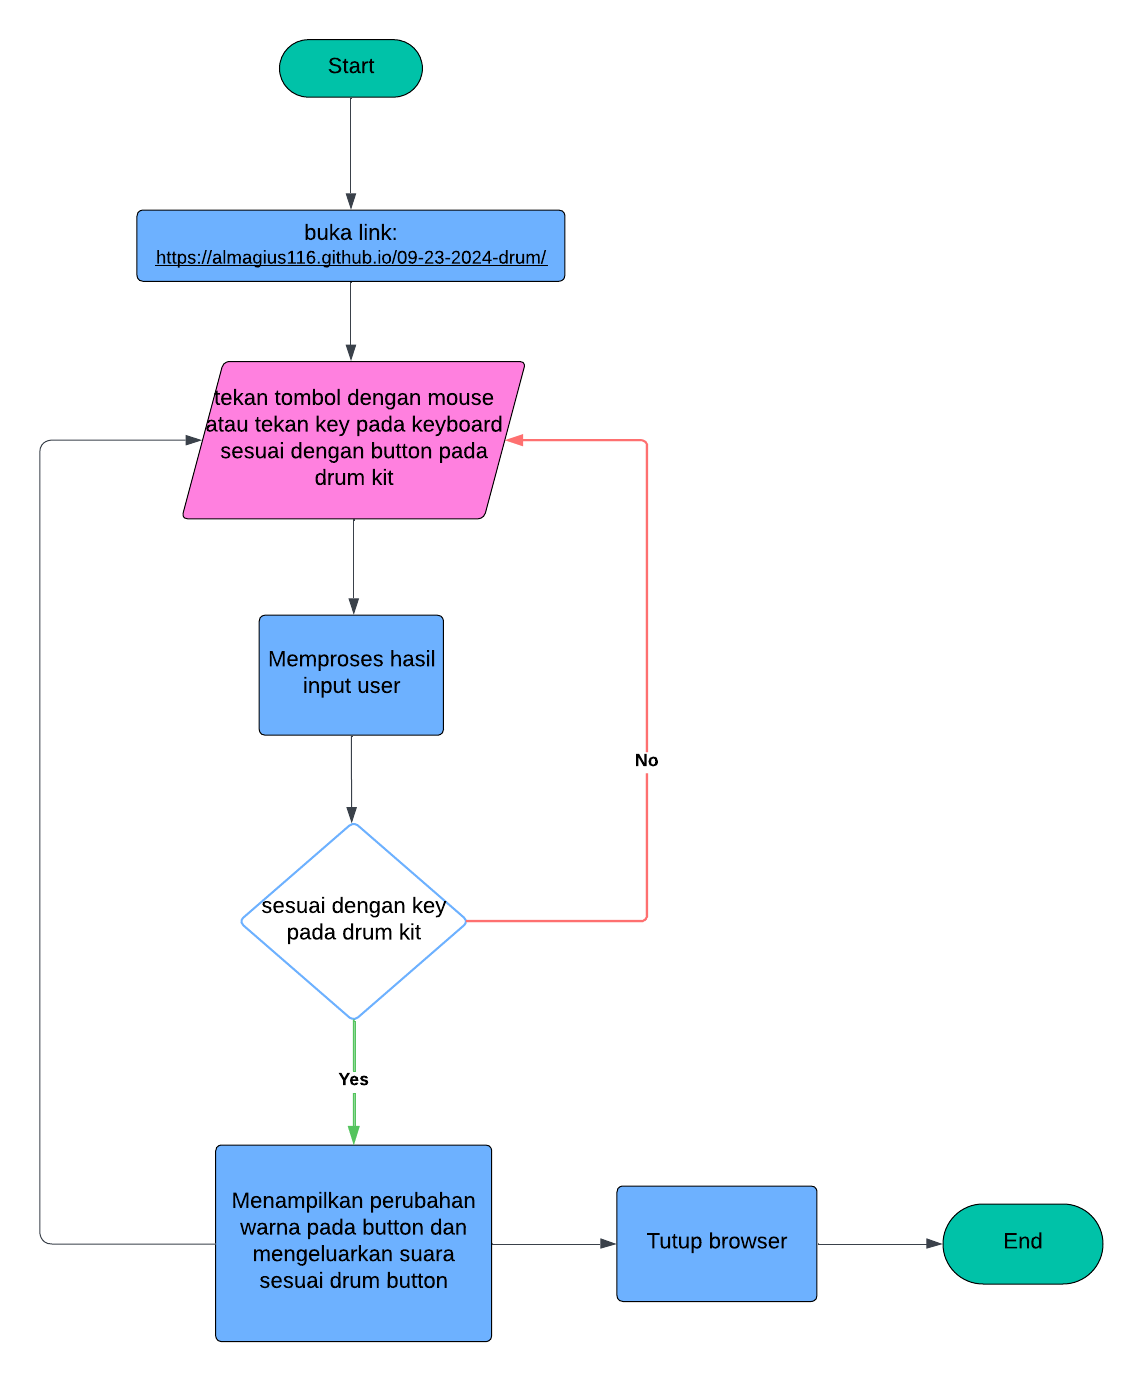 Start
buka link:
https://almagius116.github.io/09-23-2024-drum/
tekan tombol dengan mouse
atau tekan key pada keyboard
sesuai dengan button pada
drum kit
Memproses hasil
input user
No
sesuai dengan key
pada drum kit
Yes
Menampilkan perubahan
warna pada button dan
mengeluarkan suara
sesuai drum button
Tutup browser
End